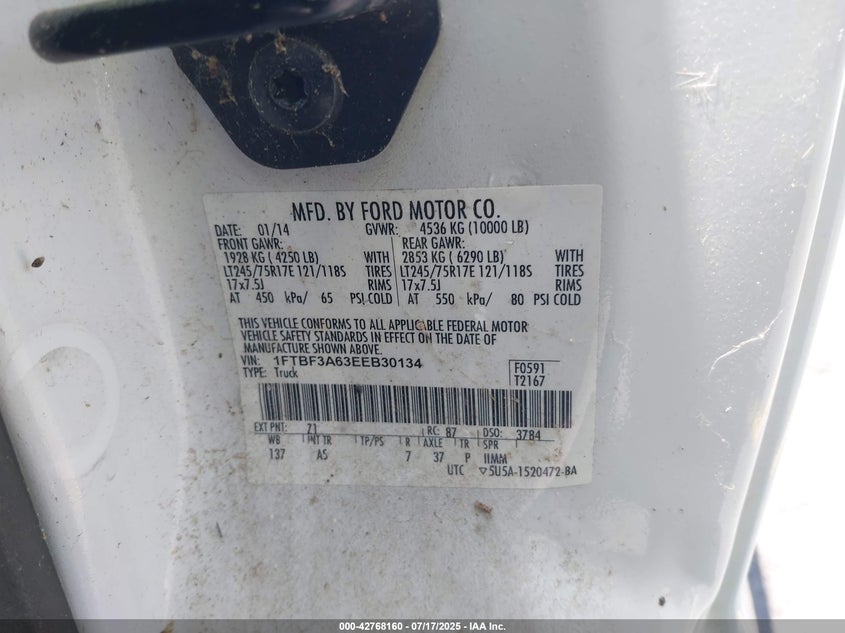 MFD. BY FORD MOTOR CO.
DATE: 01/14 GVWR: 4536 KG (10000 LB)
FRONT GAWR: REAR GAWR:
1928 KG ( 4250 LB) WITH 2853 KG ( 6290 LB) WITH
LT245/75R17E 121/118S TIRES LT245/75R17E 121/118S TIRES
17x7.5J RIMS 17x7.5J RIMS
AT 450 kPa/ 65 PSI COLD AT 550 kPa/ 80 PSI COLD
THIS VEHICLE CONFORMS TO ALL APPLICABLE FEDERAL MOTOR
VEHICLE SAFETY STANDARDS IN EFFECT ON THE DATE OF
MANUFACTURE SHOWN ABOVE.
VIN: 1FTBF3A63EEB30134 F0591
TYPE: Truck T2167
EXT PNT: Z1 RC: 87 DSO: 3784
WB INT TR TP/PS R AXLE TR SPR
137 AS 7 37 P IIMM
UTC ▽5U5A-1520472-BA
000-42768160 - 07/17/2025 - IAA Inc.